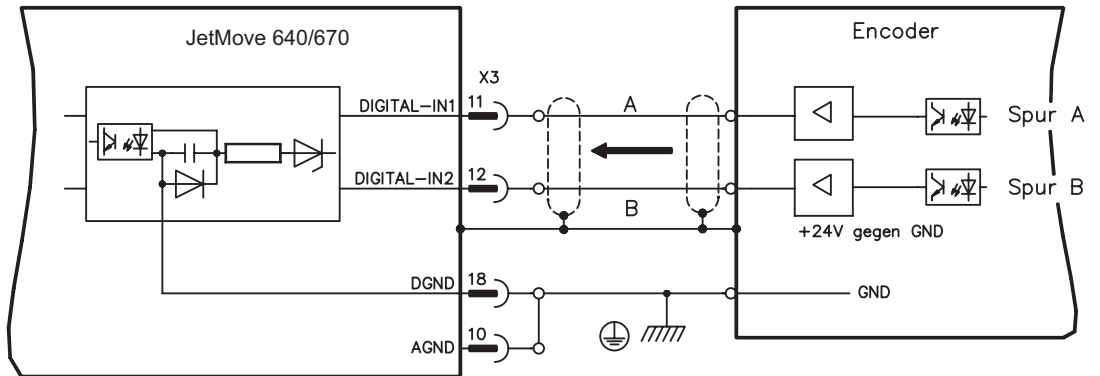 JetMove 640/670
Encoder
X3
DIGITAL-IN1
11
A
Spur A
DIGITAL-IN2
12
B
Spur B
+24V gegen GND
DGND
18
GND
AGND
10